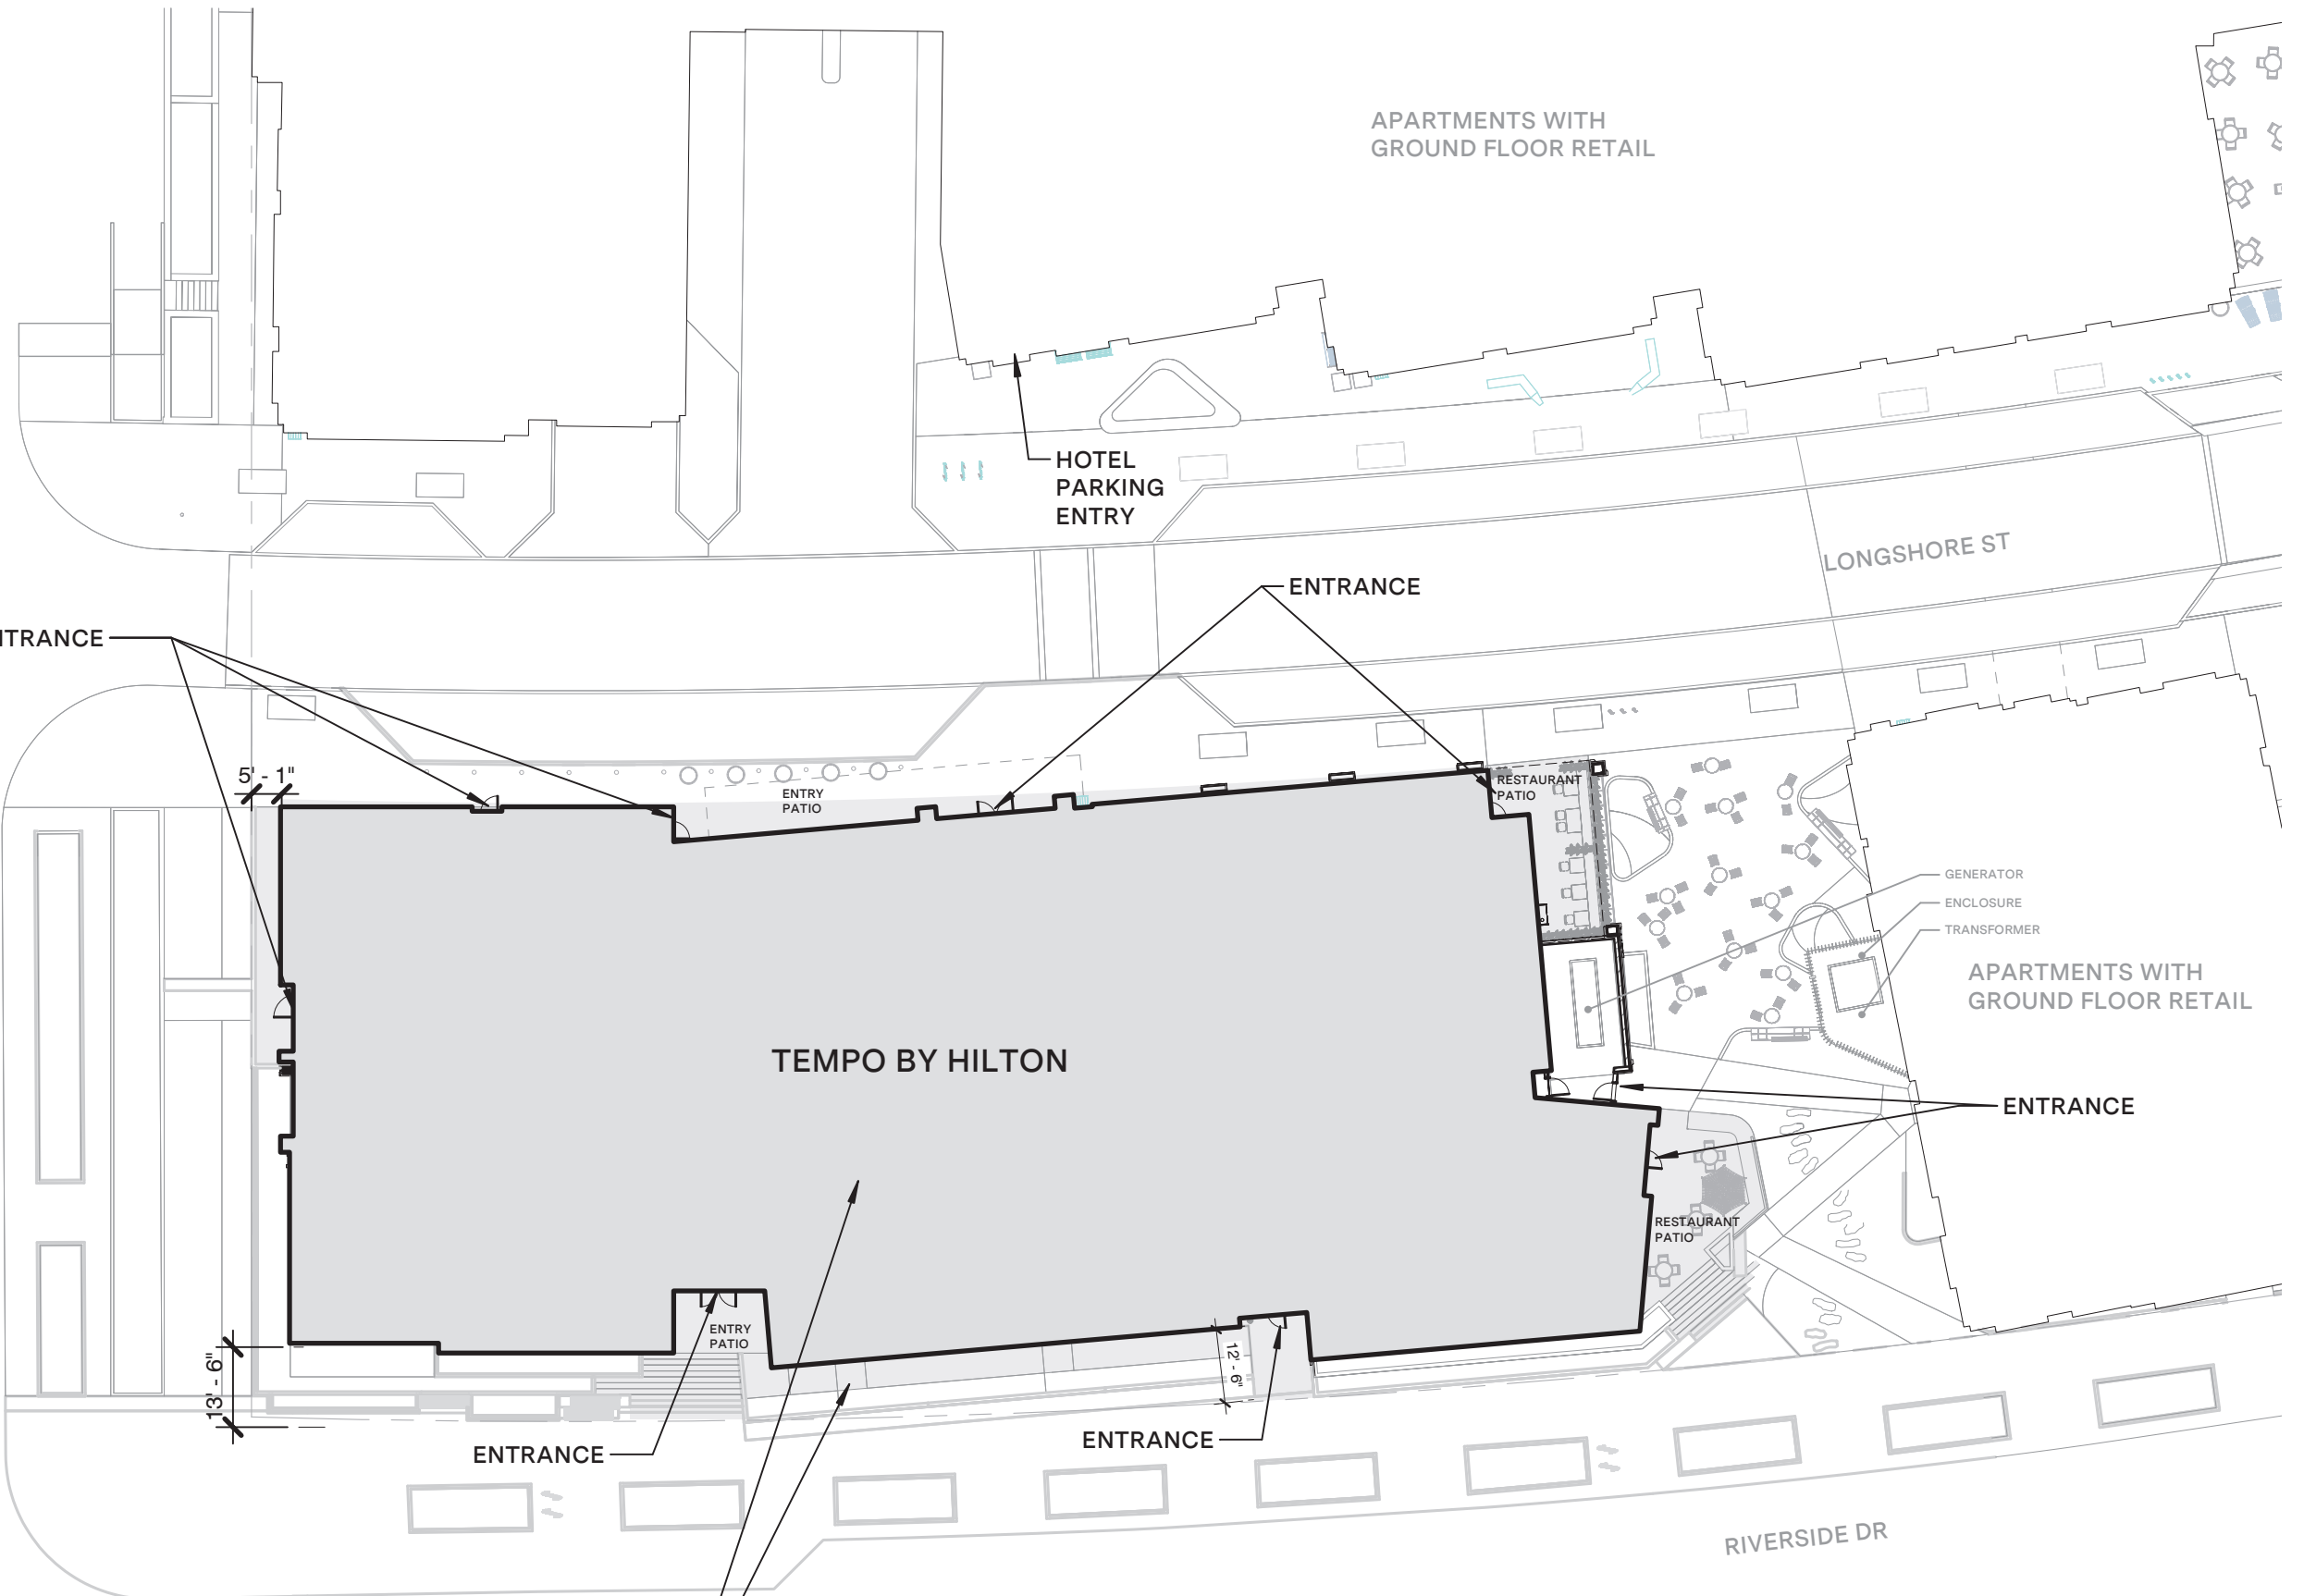 APARTMENTS WITH
GROUND FLOOR RETAIL
HOTEL
PARKING
ENTRY
LONGSHORE ST
ENTRANCE
NTRANCE
5' - 1"
ENTRY
PATIO
RESTAURANT
PATIO
GENERATOR
ENCLOSURE
TRANSFORMER
APARTMENTS WITH
GROUND FLOOR RETAIL
TEMPO BY HILTON
ENTRANCE
RESTAURANT
PATIO
ENTRY
PATIO
12' - 6"
13' - 6"
ENTRANCE
ENTRANCE
RIVERSIDE DR